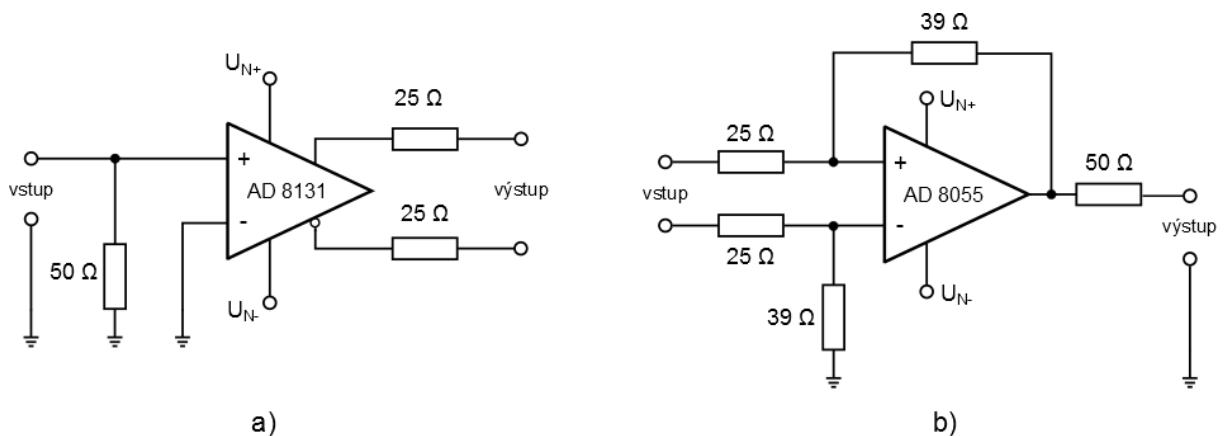 U_N+
25 Ω
+
vstup
AD 8131
výstup
-
25 Ω
50 Ω
U_N-
a)
39 Ω
U_N+
25 Ω
+
50 Ω
vstup
AD 8055
-
výstup
25 Ω
U_N-
39 Ω
b)